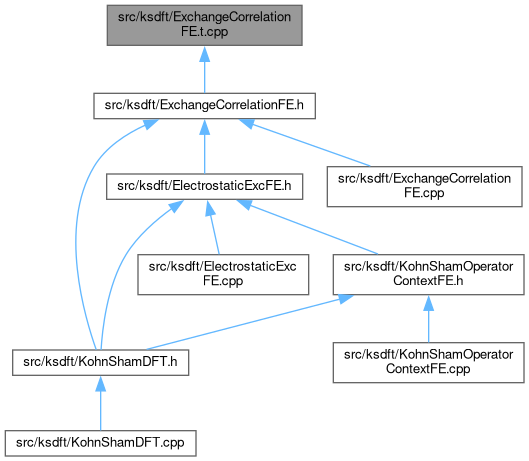 src/ksdft/ExchangeCorrelation
FE.t.cpp
src/ksdft/ExchangeCorrelationFE.h
src/ksdft/ElectrostaticExcFE.h
src/ksdft/ExchangeCorrelation
FE.cpp
src/ksdft/ElectrostaticExc
FE.cpp
src/ksdft/KohnShamOperator
ContextFE.h
src/ksdft/KohnShamDFT.h
src/ksdft/KohnShamOperator
ContextFE.cpp
src/ksdft/KohnShamDFT.cpp